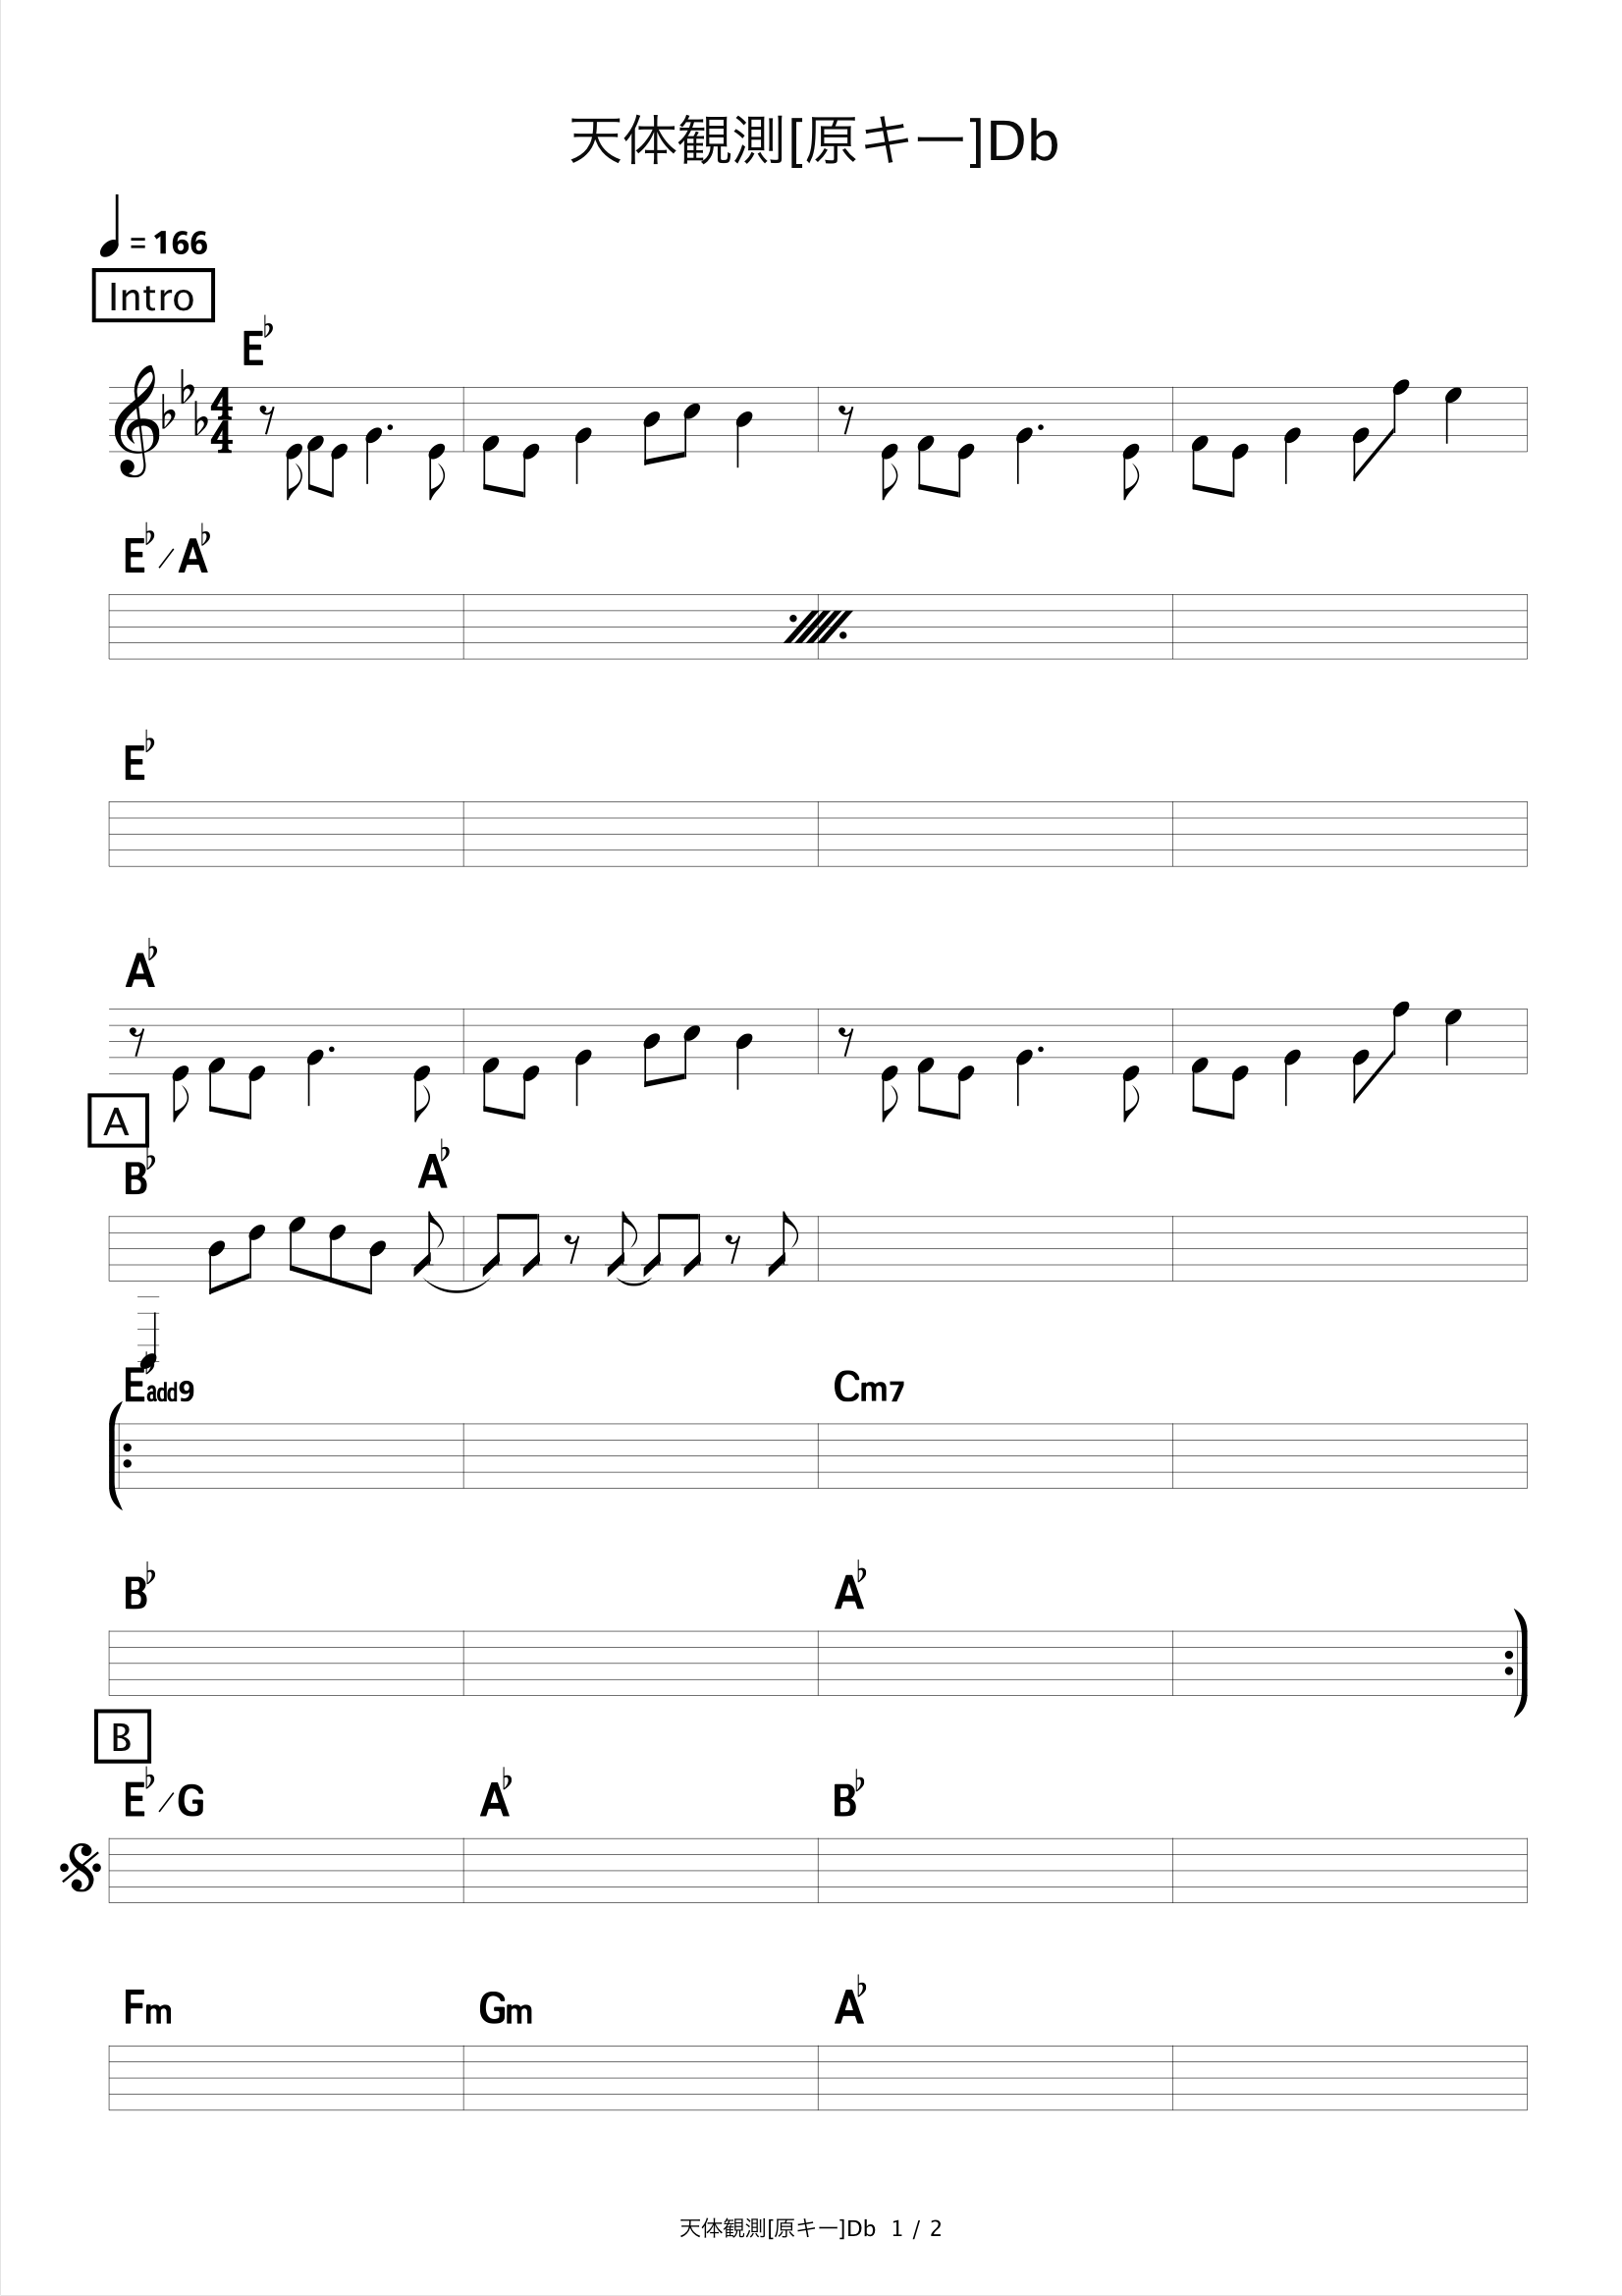 天体観測[原キー]Db
= 166
Intro
E♭
E♭/A♭
E♭
A♭
A
B♭ A♭
E♭add9 Cm7
B♭ A♭
B
E♭/G A♭ B♭
Fm Gm A♭
天体観測[原キー]Db 1 / 2